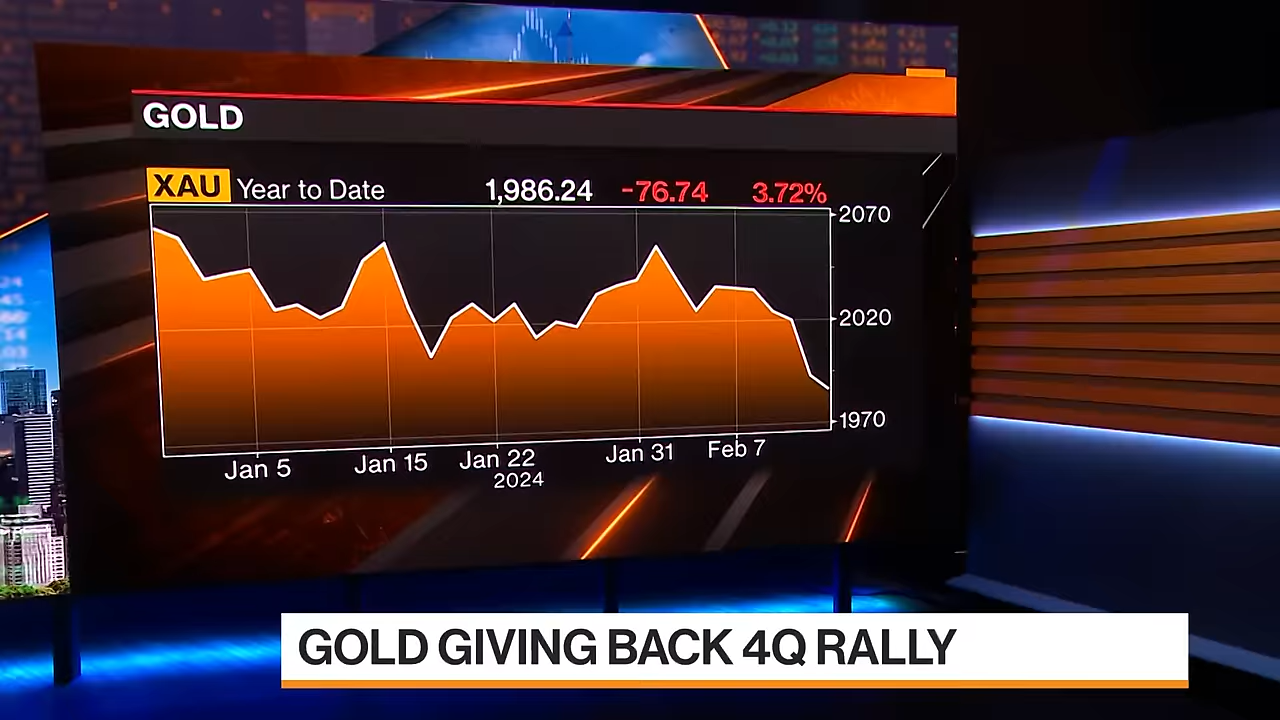 GOLD
XAU Year to Date 1,986.24 -76.74 3.72%
2070
2020
1970
Jan 5 Jan 15 Jan 22 Jan 31 Feb 7
2024
GOLD GIVING BACK 4Q RALLY